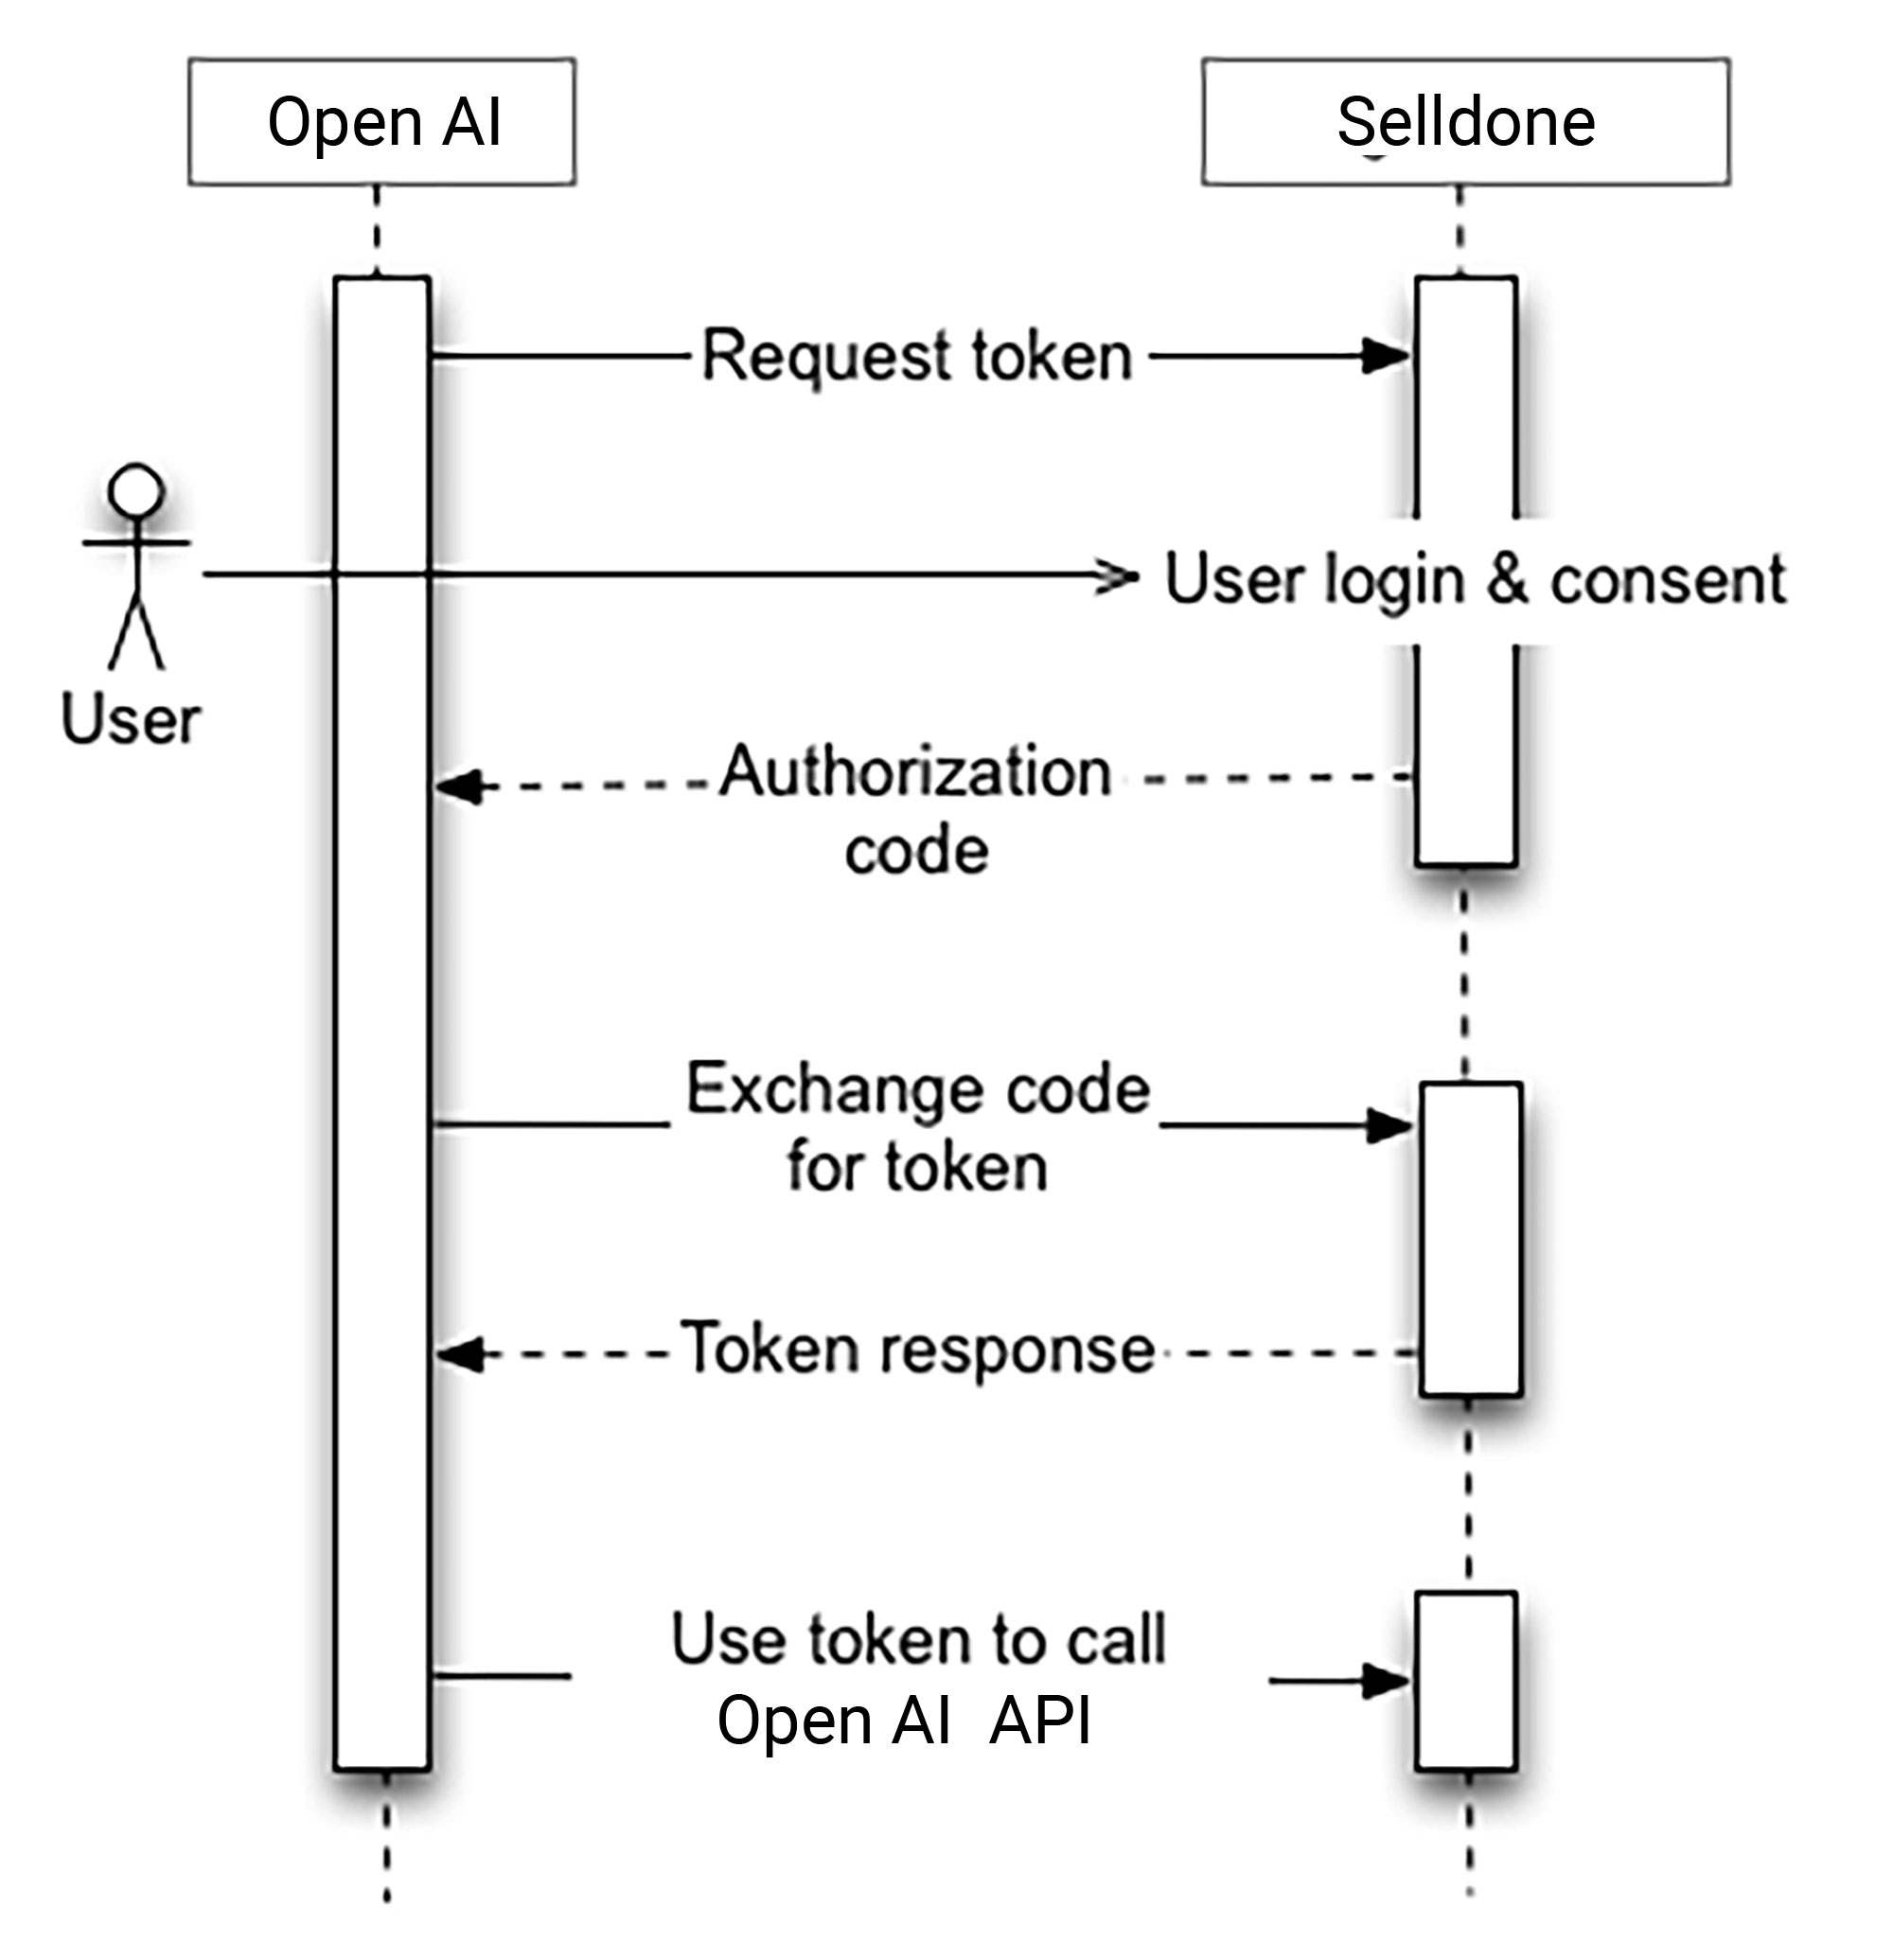 Open AI
Selldone
Request token
User login & consent
User
Authorization
code
Exchange code
for token
Token response
Use token to call
Open AI API